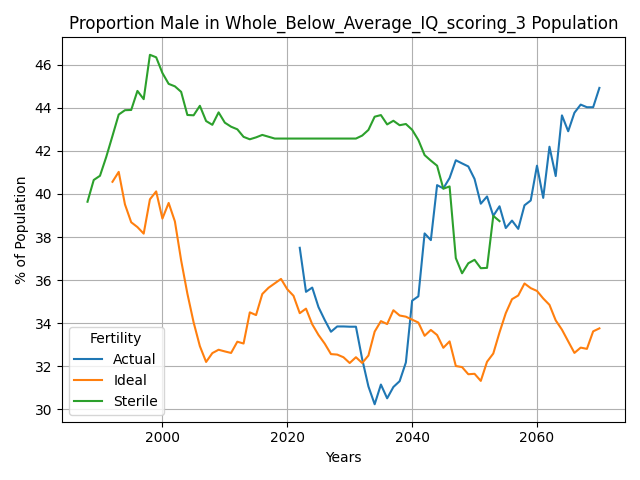 Proportion Male in Whole_Below_Average_IQ_scoring_3 Population
% of Population
46
44
42
40
38
36
34
32
30
Fertility
Actual
Ideal
Sterile
2000
2020
2040
2060
Years